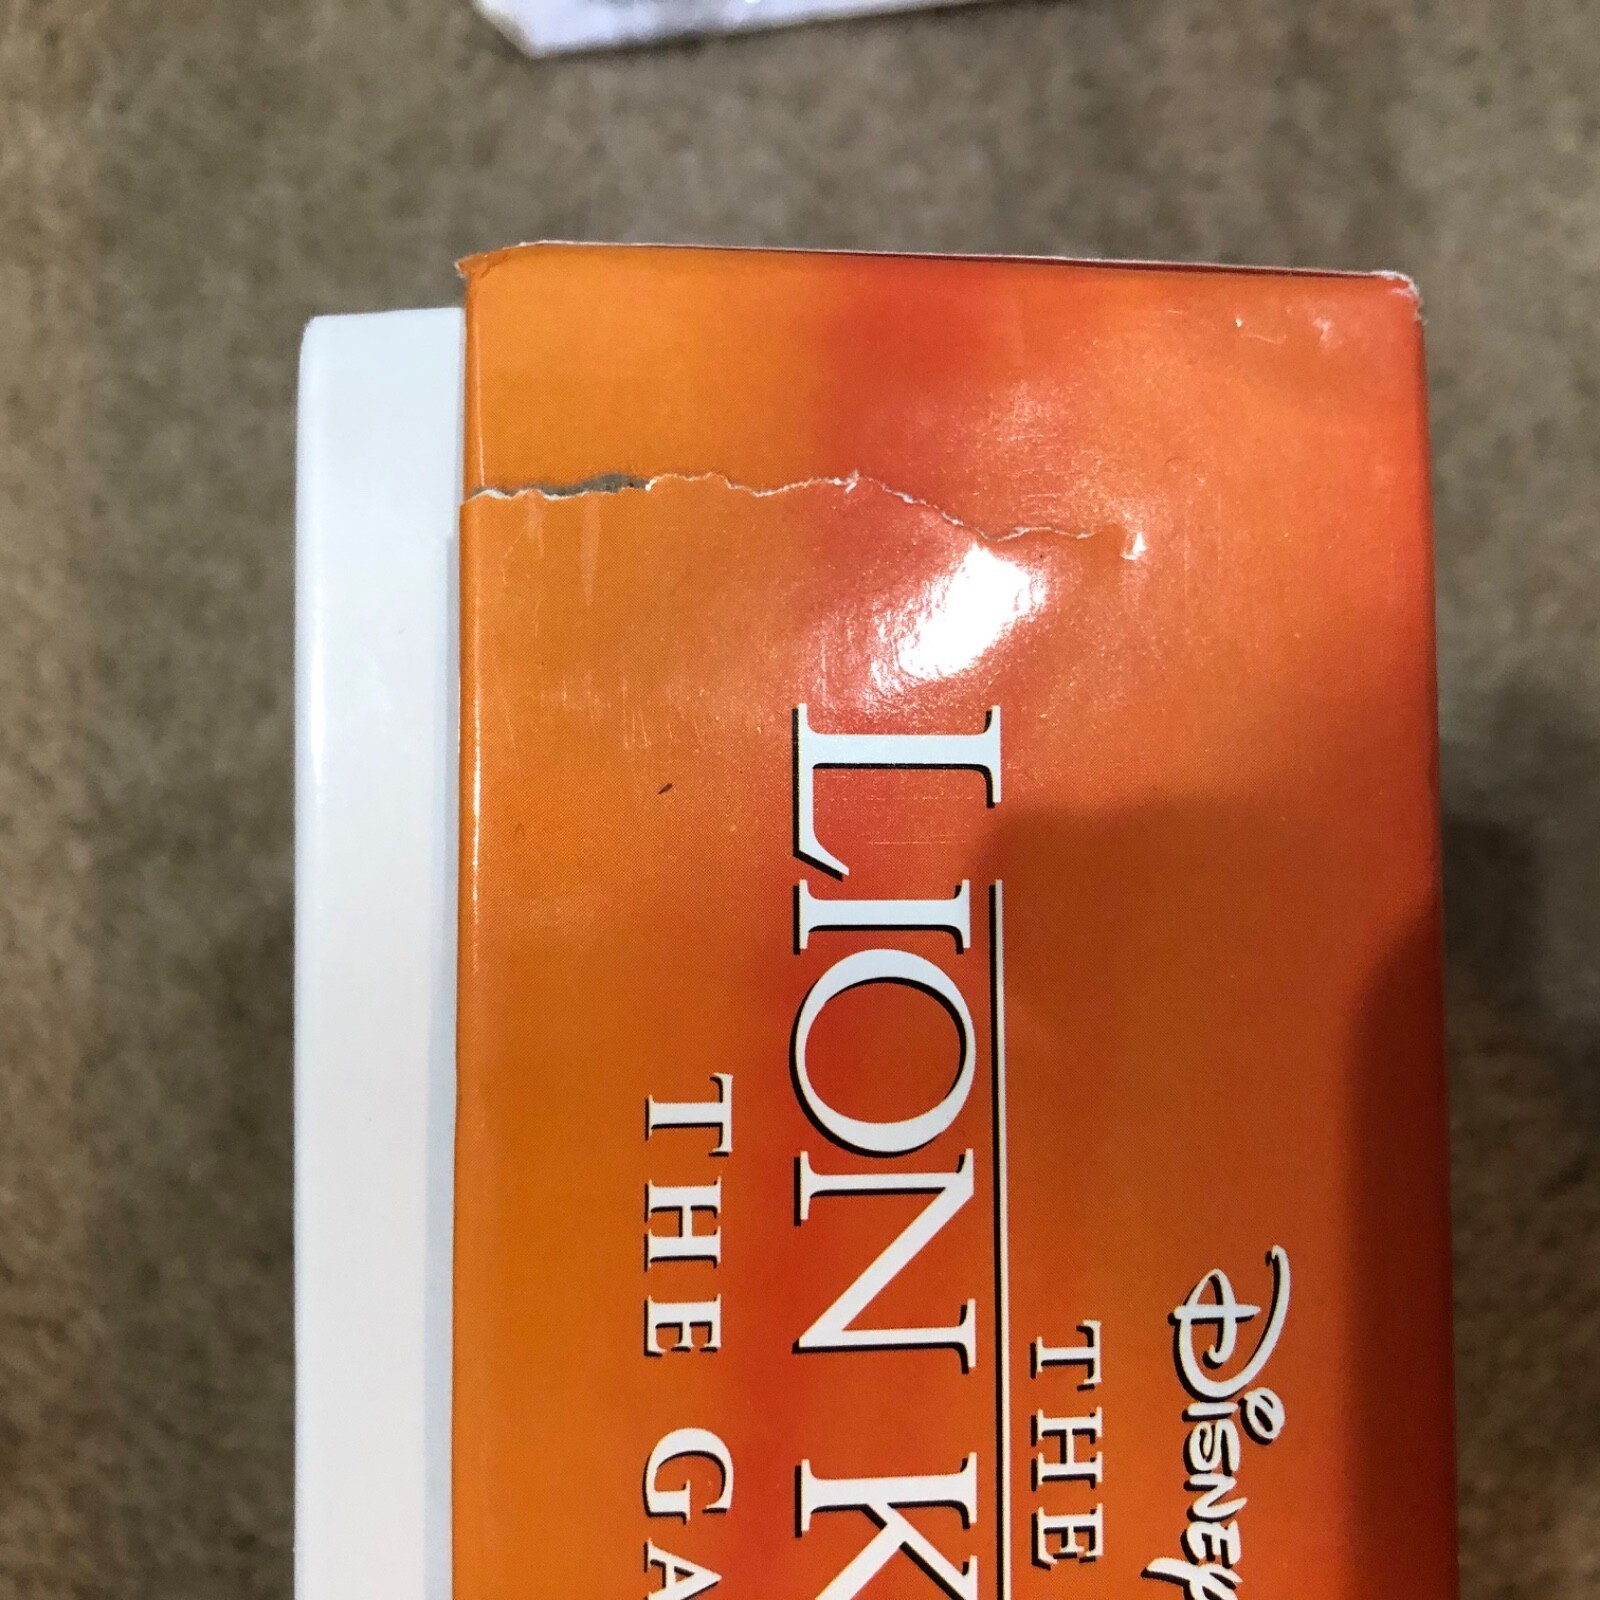 Disney
THE
LION K
THE GA